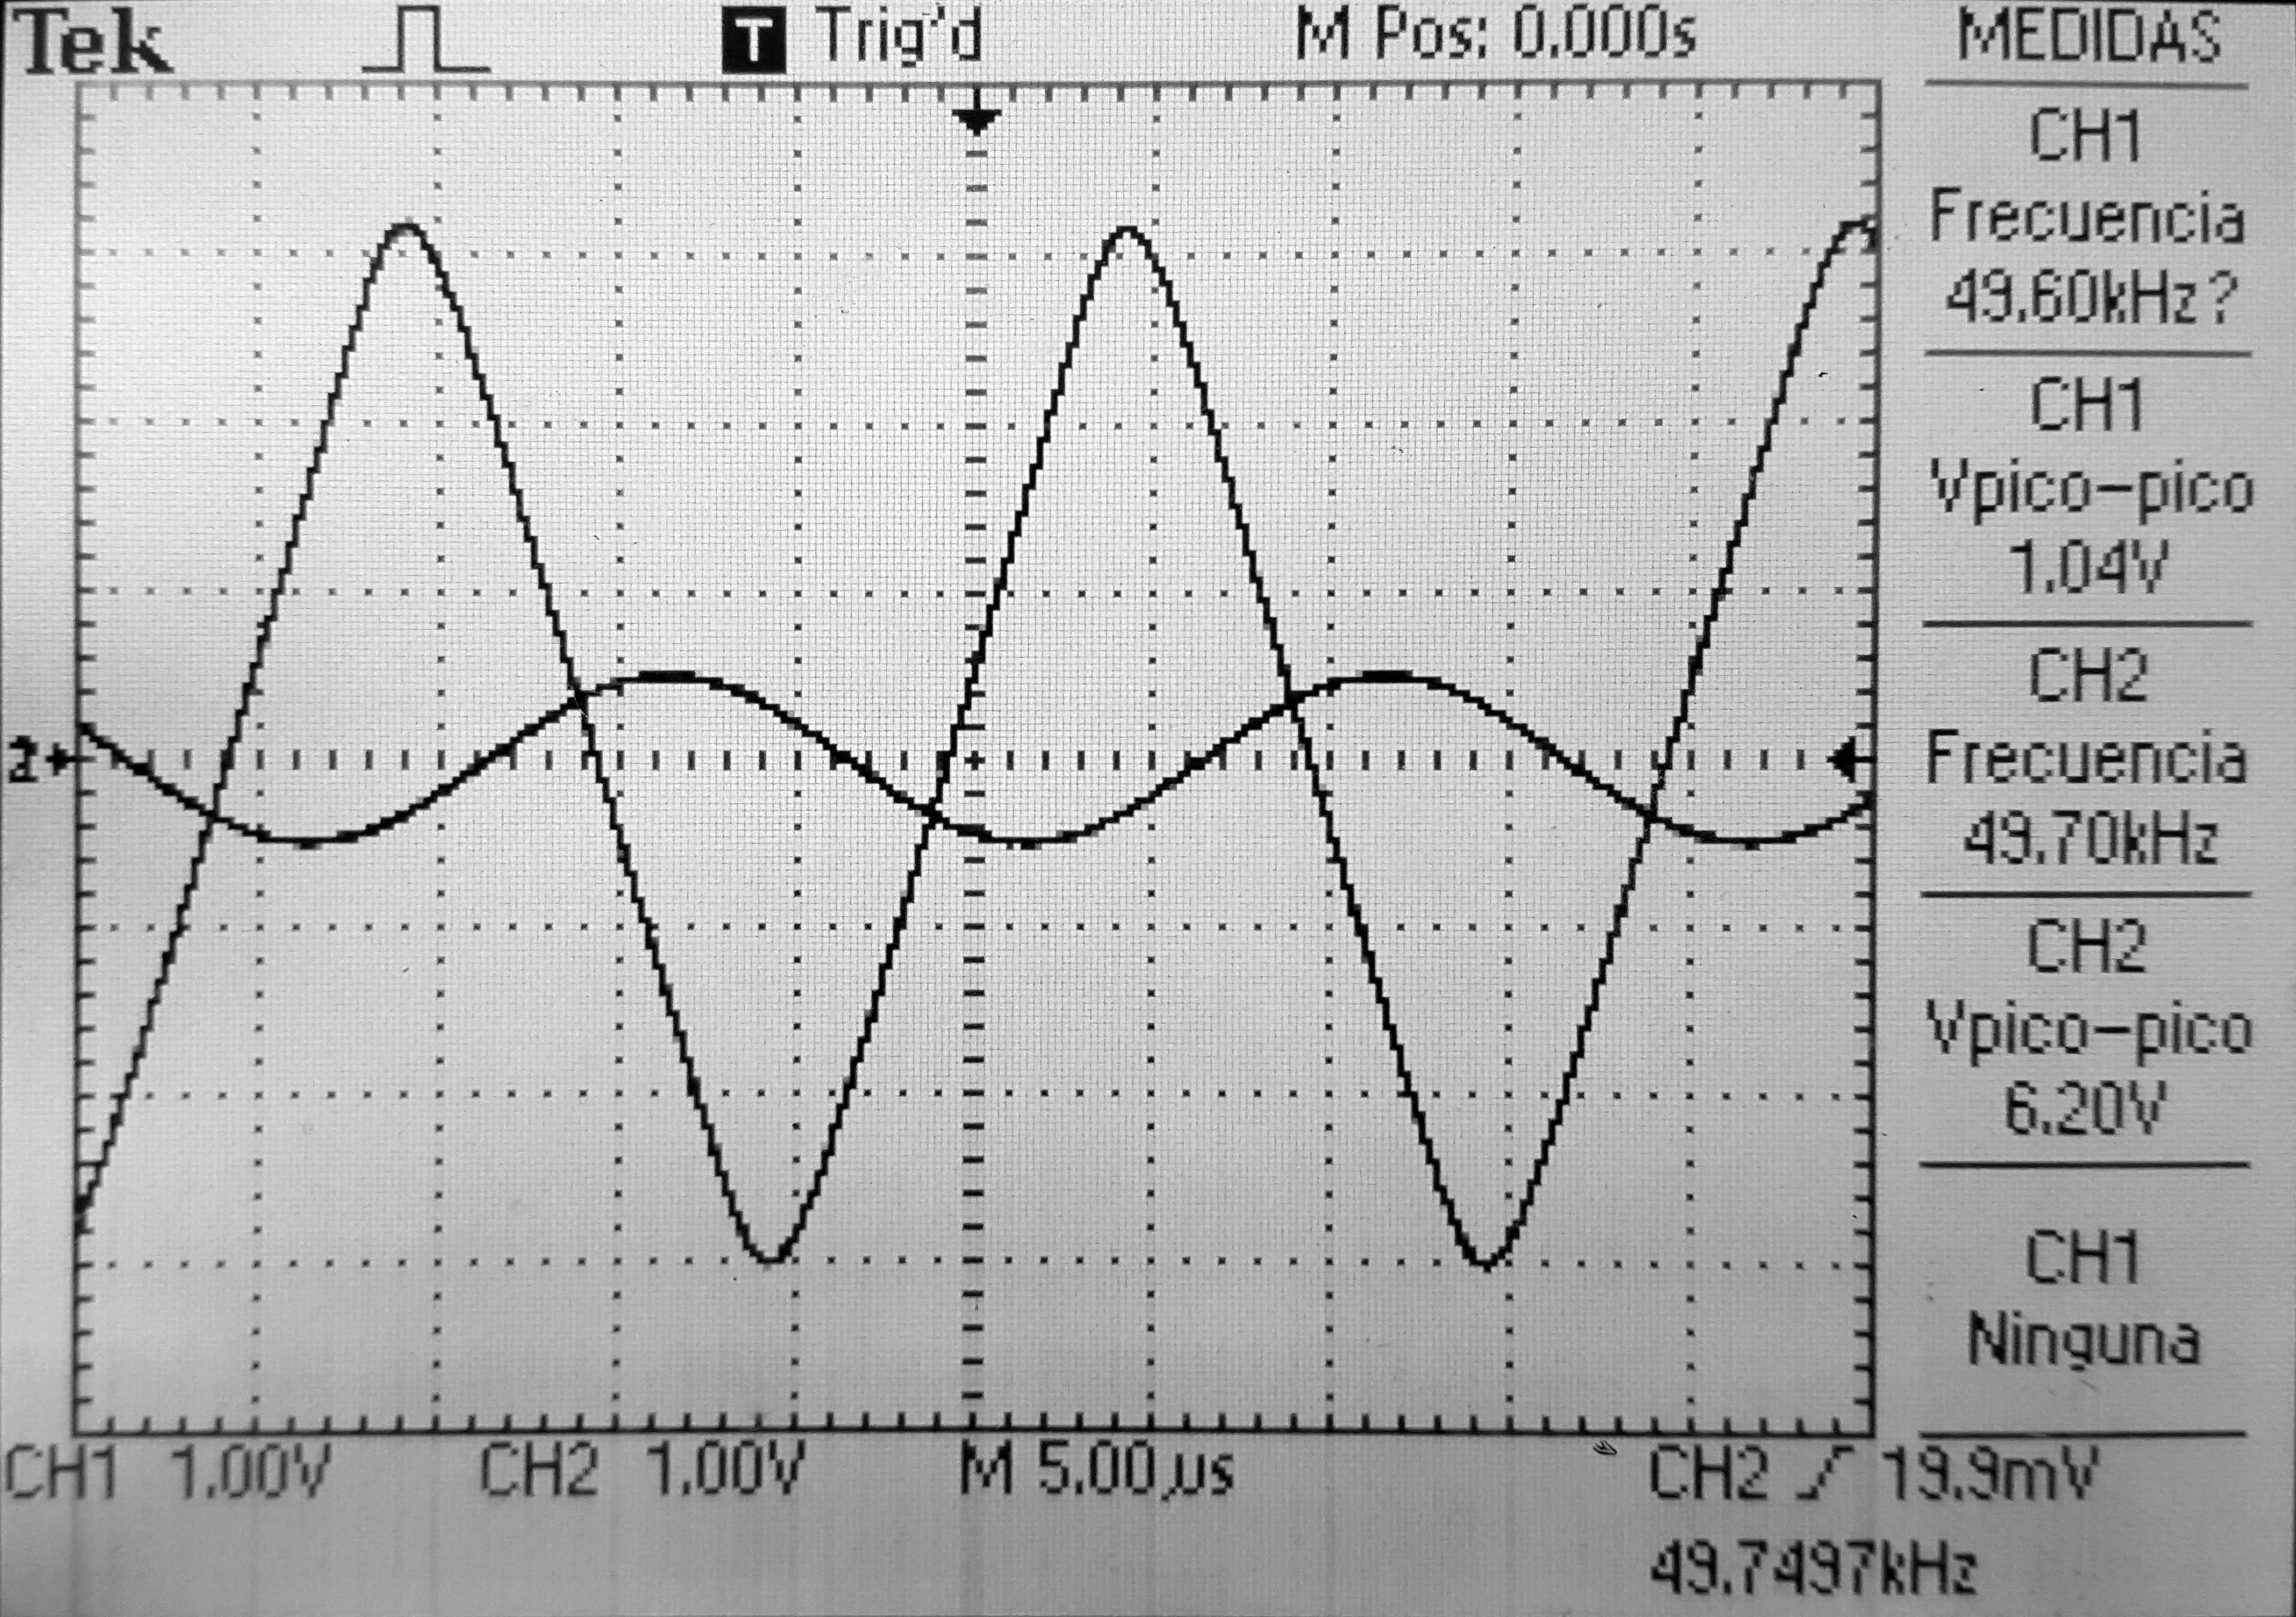 Tek T Trig'd M Pos: 0.000s MEDIDAS
CH1
Frecuencia
49.60kHz?
CH1
Vpico-pico
1.04V
CH2
Frecuencia
49.70kHz
CH2
Vpico-pico
6.20V
CH1
Ninguna
2
CH1 1.00V CH2 1.00V M 5.00µs CH2 19.9mV
49.7497kHz